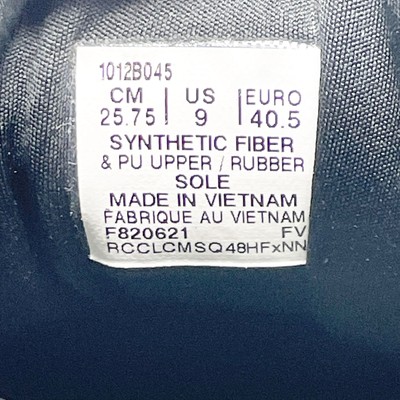 1012B045
CM | US | EURO
25.75 | 9 | 40.5
SYNTHETIC FIBER
& PU UPPER / RUBBER
SOLE
MADE IN VIETNAM
FABRIQUE AU VIETNAM
F820621 FV
RCCLCMSQ48HFxNN